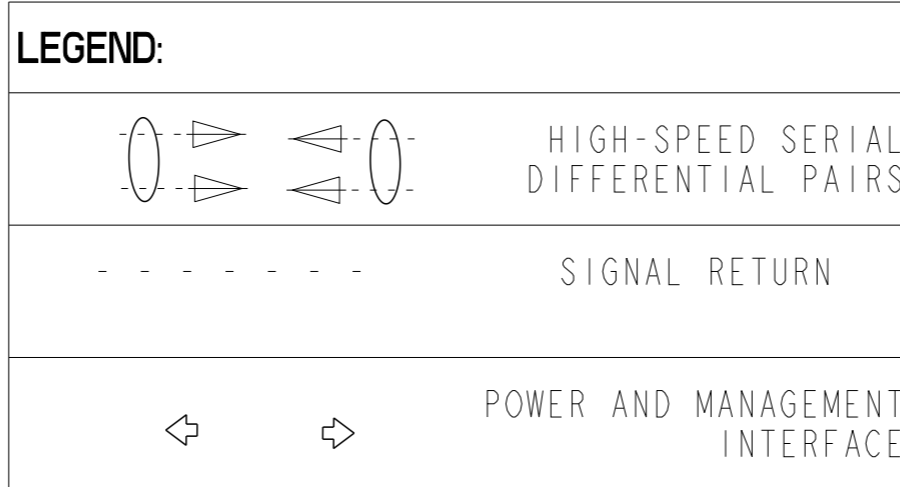 LEGEND:
HIGH-SPEED SERIAL
DIFFERENTIAL PAIRS
SIGNAL RETURN
POWER AND MANAGEMENT
INTERFACE